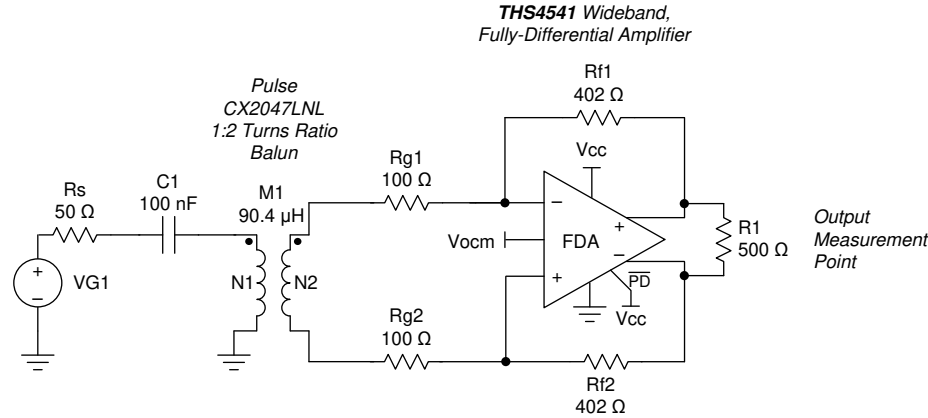 THS4541 Wideband,
Fully-Differential Amplifier
Rf1
402 Ω
Pulse
CX2047LNL
1:2 Turns Ratio
Balun
Vcc
Rg1
100 Ω
C1
100 nF
M1
90.4 µH
Rs
50 Ω
−
+
Vocm
FDA
R1
500 Ω
Output
Measurement
Point
+
−
VG1
N1
N2
+
−
PD
Vcc
Rg2
100 Ω
Rf2
402 Ω